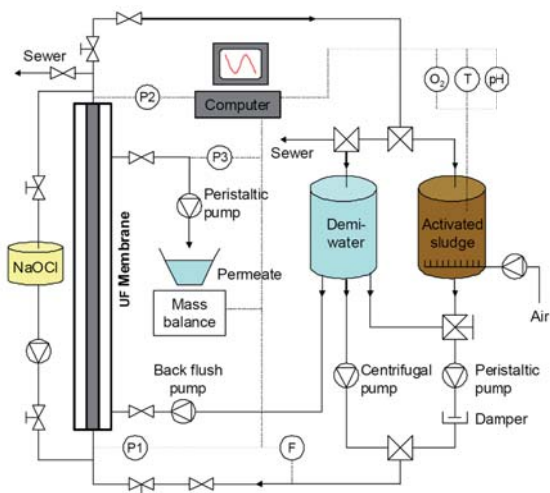 Sewer
P2
Computer
O2
T
pH
P3
Sewer
Peristaltic
pump
UF Membrane
NaOCl
Permeate
Mass
balance
Demi-
water
Activated
sludge
Air
Back flush
pump
Centrifugal
pump
Peristaltic
pump
Damper
P1
F